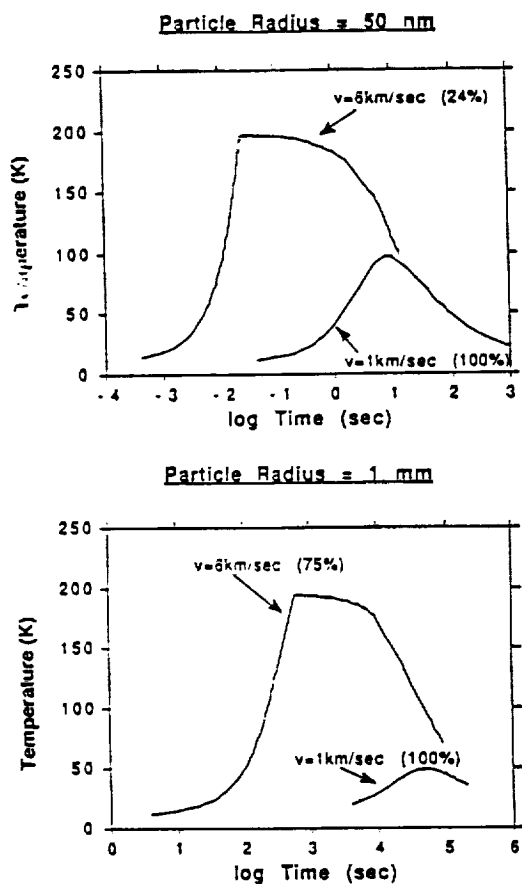 Particle Radius = 50 nm
250
200
150
100
50
0
Temperature (K)
v=6km/sec (24%)
v=1km/sec (100%)
-4 -3 -2 -1 0 1 2 3
log Time (sec)
Particle Radius = 1 mm
250
200
150
100
50
0
Temperature (K)
v=6km/sec (75%)
v=1km/sec (100%)
0 1 2 3 4 5 6
log Time (sec)